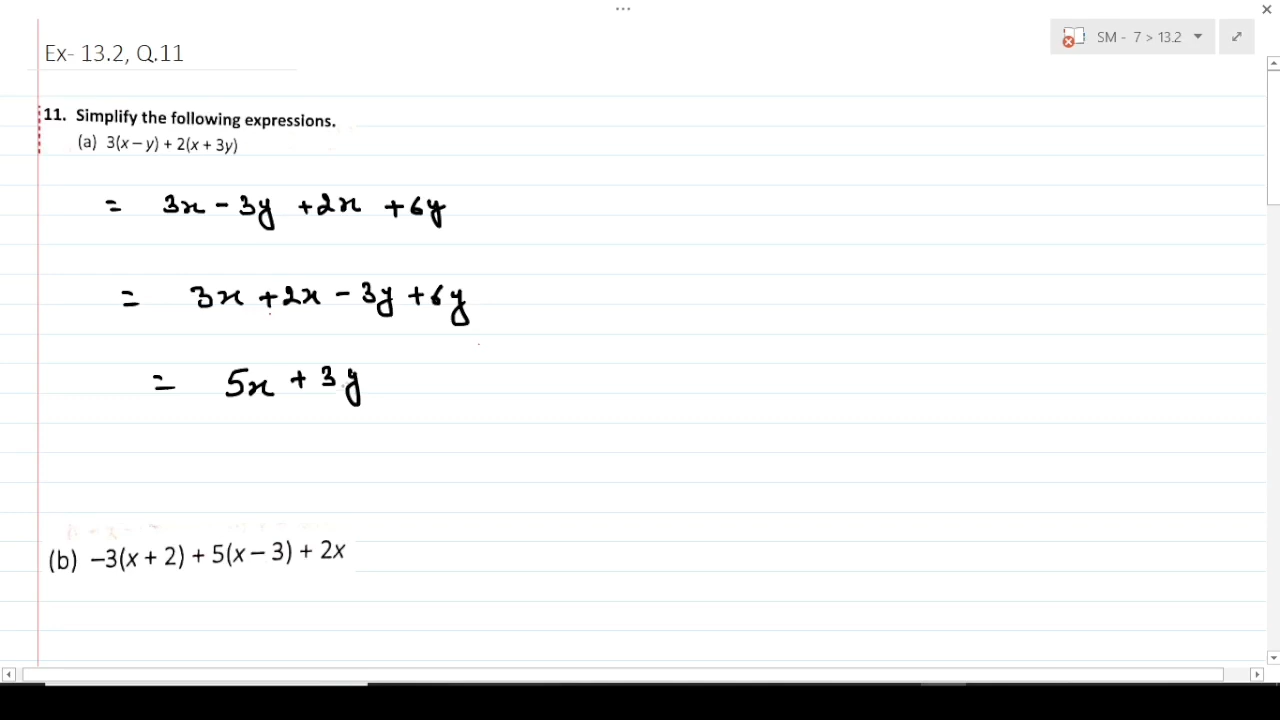 Ex- 13.2, Q.11
SM - 7 > 13.2
11. Simplify the following expressions.
(a) 3(x – y) + 2(x + 3y)
= 3x - 3y + 2x + 6y
= 3x + 2x - 3y + 6y
= 5x + 3y
(b) –3(x + 2) + 5(x – 3) + 2x